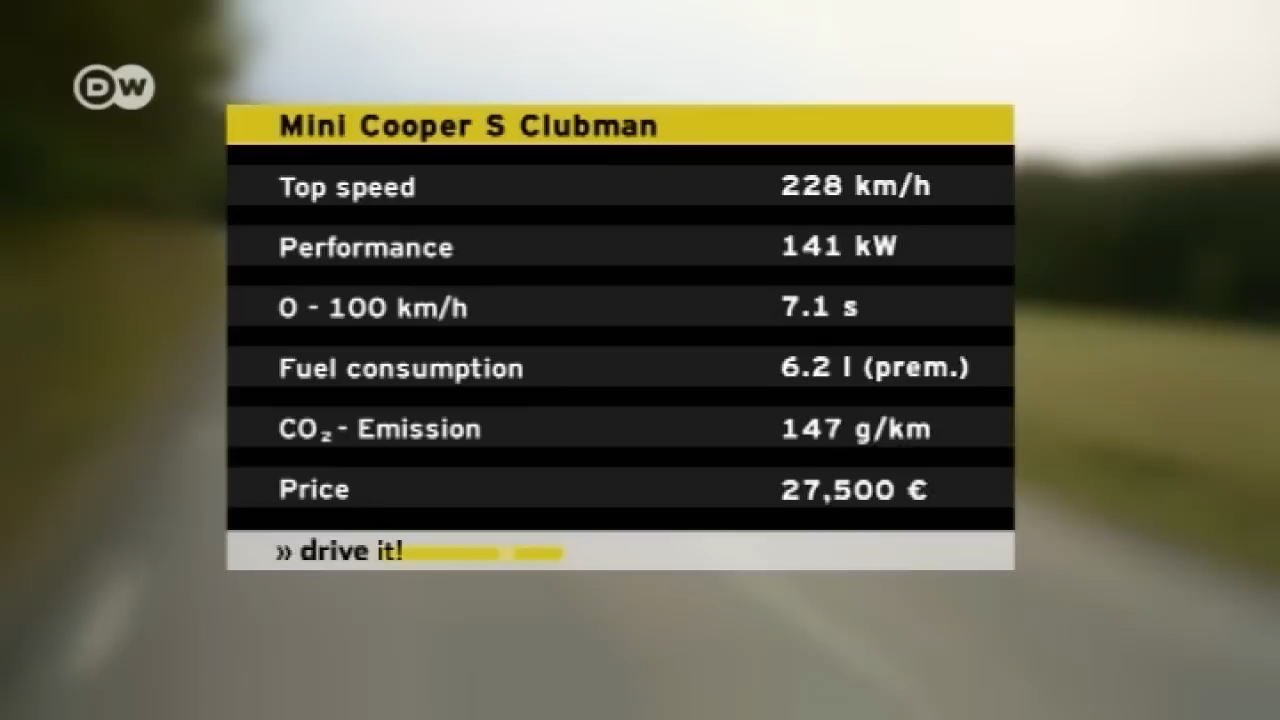 DW
Mini Cooper S Clubman
Top speed 228 km/h
Performance 141 kW
0 - 100 km/h 7.1 s
Fuel consumption 6.2 l (prem.)
CO₂ - Emission 147 g/km
Price 27,500 €
» drive it!